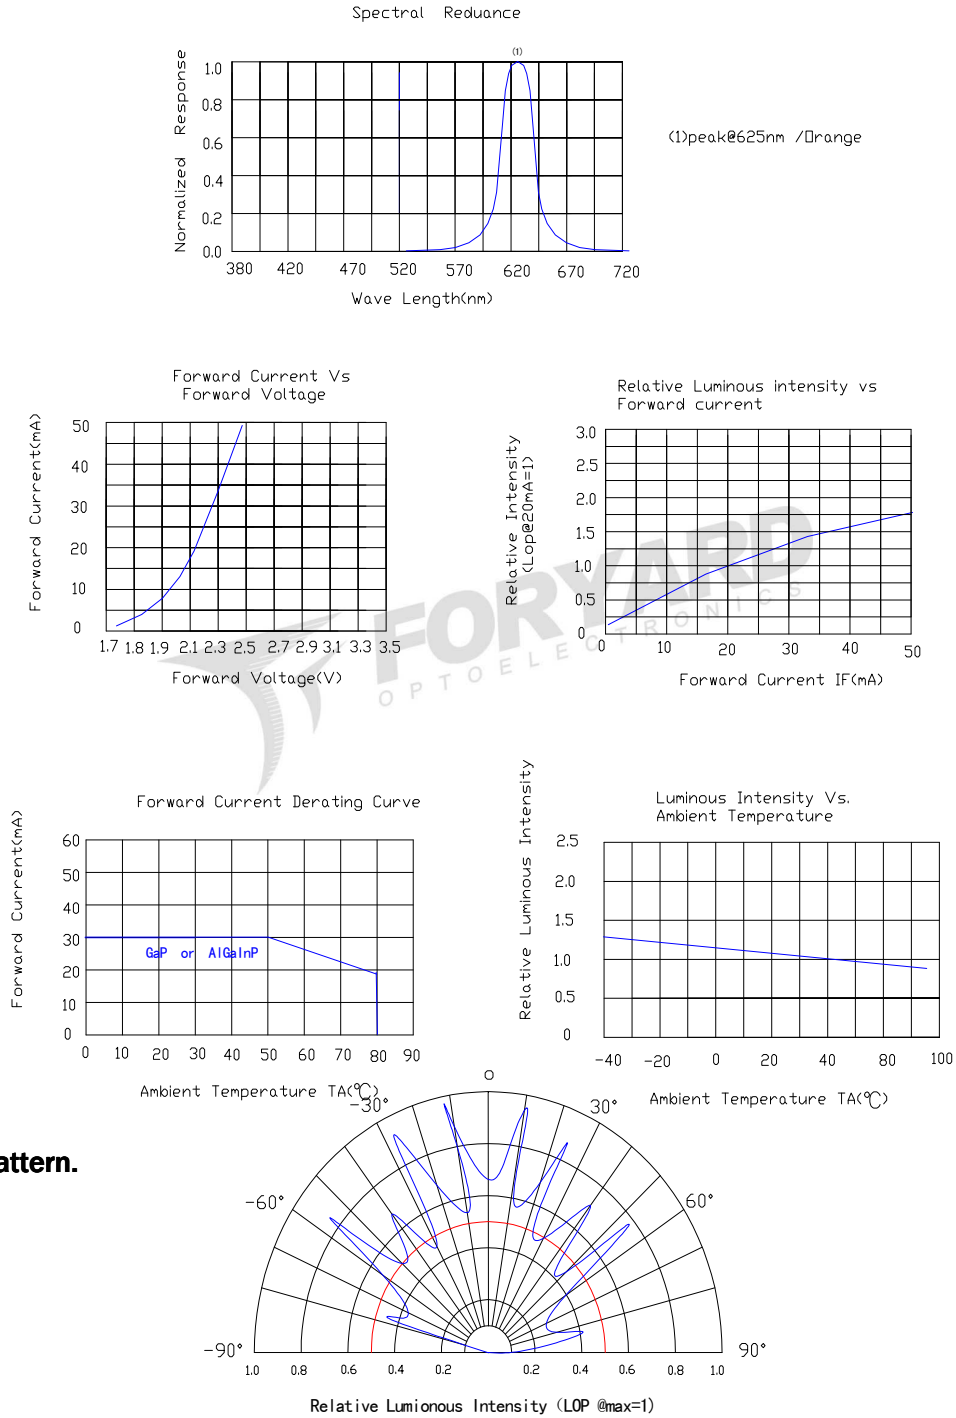 Spectral Reduance
(1)
Normalized Response
1.0
0.8
0.6
0.4
0.2
0.0
380 420 470 520 570 620 670 720
Wave Length(nm)
(1)peak@625nm /Orange
Forward Current Vs
Forward Voltage
Forward Current(mA)
50
40
30
20
10
0
1.7 1.8 1.9 2.1 2.3 2.5 2.7 2.9 3.1 3.3 3.5
Forward Voltage(V)
Relative Luminous intensity vs
Forward current
Relative Intensity
(Lop@20mA=1)
3.0
2.5
2.0
1.5
1.0
0.5
0
0 10 20 30 40 50
Forward Current IF(mA)
FORYARD
OPTOELECTRONICS
Forward Current Derating Curve
Forward Current(mA)
60
50
40
30
20
10
0
GaP or AlGaInP
0 10 20 30 40 50 60 70 80 90
Ambient Temperature TA(℃)
Luminous Intensity Vs.
Ambient Temperature
Relative Luminous Intensity
2.5
2.0
1.5
1.0
0.5
0
-40 -20 0 20 40 80 100
Ambient Temperature TA(℃)
attern.
0
-30° 30°
-60° 60°
-90° 90°
1.0 0.8 0.6 0.4 0.2 0.2 0.4 0.6 0.8 1.0
Relative Lumionous Intensity (LOP @max=1)